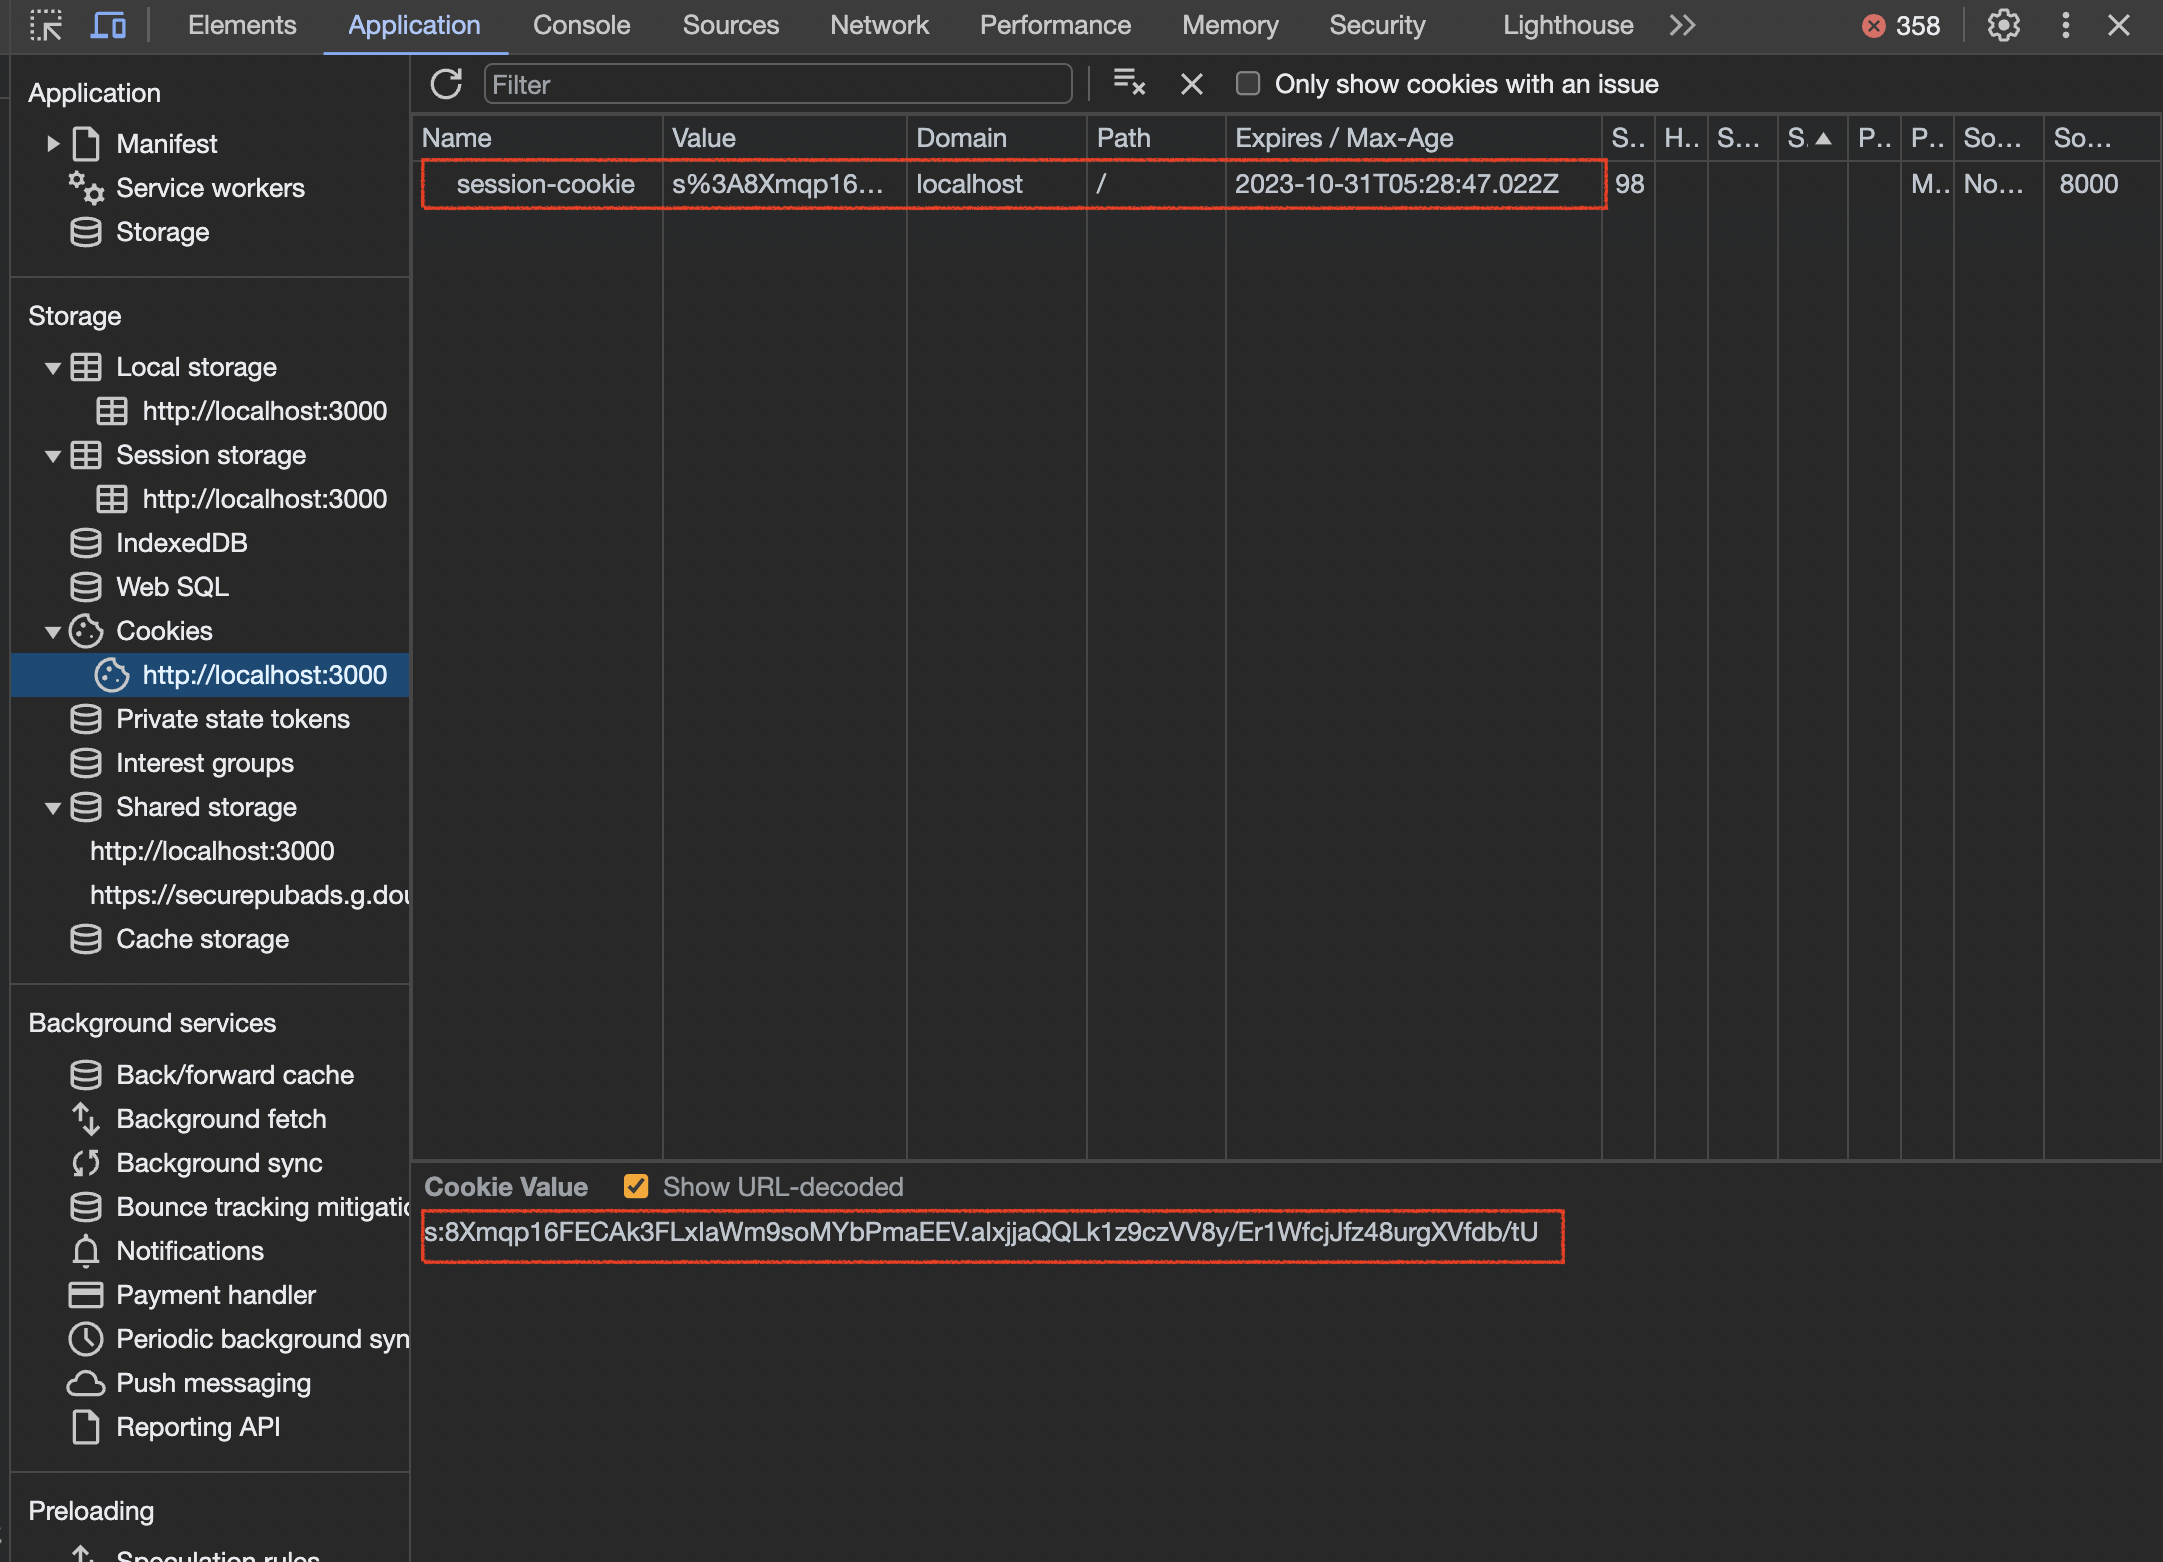 Elements Application Console Sources Network Performance Memory Security Lighthouse 358
Application
Manifest
Service workers
Storage
Storage
Local storage
http://localhost:3000
Session storage
http://localhost:3000
IndexedDB
Web SQL
Cookies
http://localhost:3000
Private state tokens
Interest groups
Shared storage
http://localhost:3000
https://securepubads.g.dou
Cache storage
Background services
Back/forward cache
Background fetch
Background sync
Bounce tracking mitigatio
Notifications
Payment handler
Periodic background syn
Push messaging
Reporting API
Preloading
Speculation rules
Filter Only show cookies with an issue
Name Value Domain Path Expires / Max-Age S.. H.. S... S. ▲ P.. P.. So... So...
session-cookie s%3A8Xmqp16... localhost / 2023-10-31T05:28:47.022Z 98 M.. No... 8000
Cookie Value Show URL-decoded
s:8Xmqp16FECAk3FLxIaWm9soMYbPmaEEV.aIxjjaQQLk1z9czVV8y/Er1WfcjJfz48urgXVfdb/tU